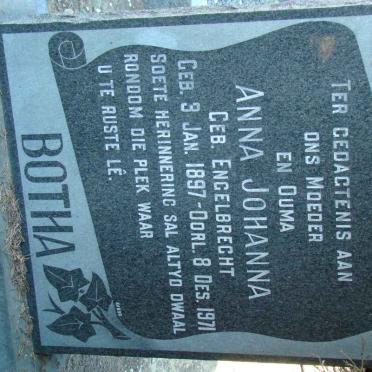 TER GEDAGTENIS AAN
ONS MOEDER
EN OUMA
ANNA JOHANNA
GEB. ENGELBRECHT
GEB. 3 JAN. 1897-OORL. 8 DES. 1971
SOETE HERINNERING SAL ALTYD DWAAL
RONDOM DIE PLEK WAAR
U TE RUSTE LÊ
BOTHA